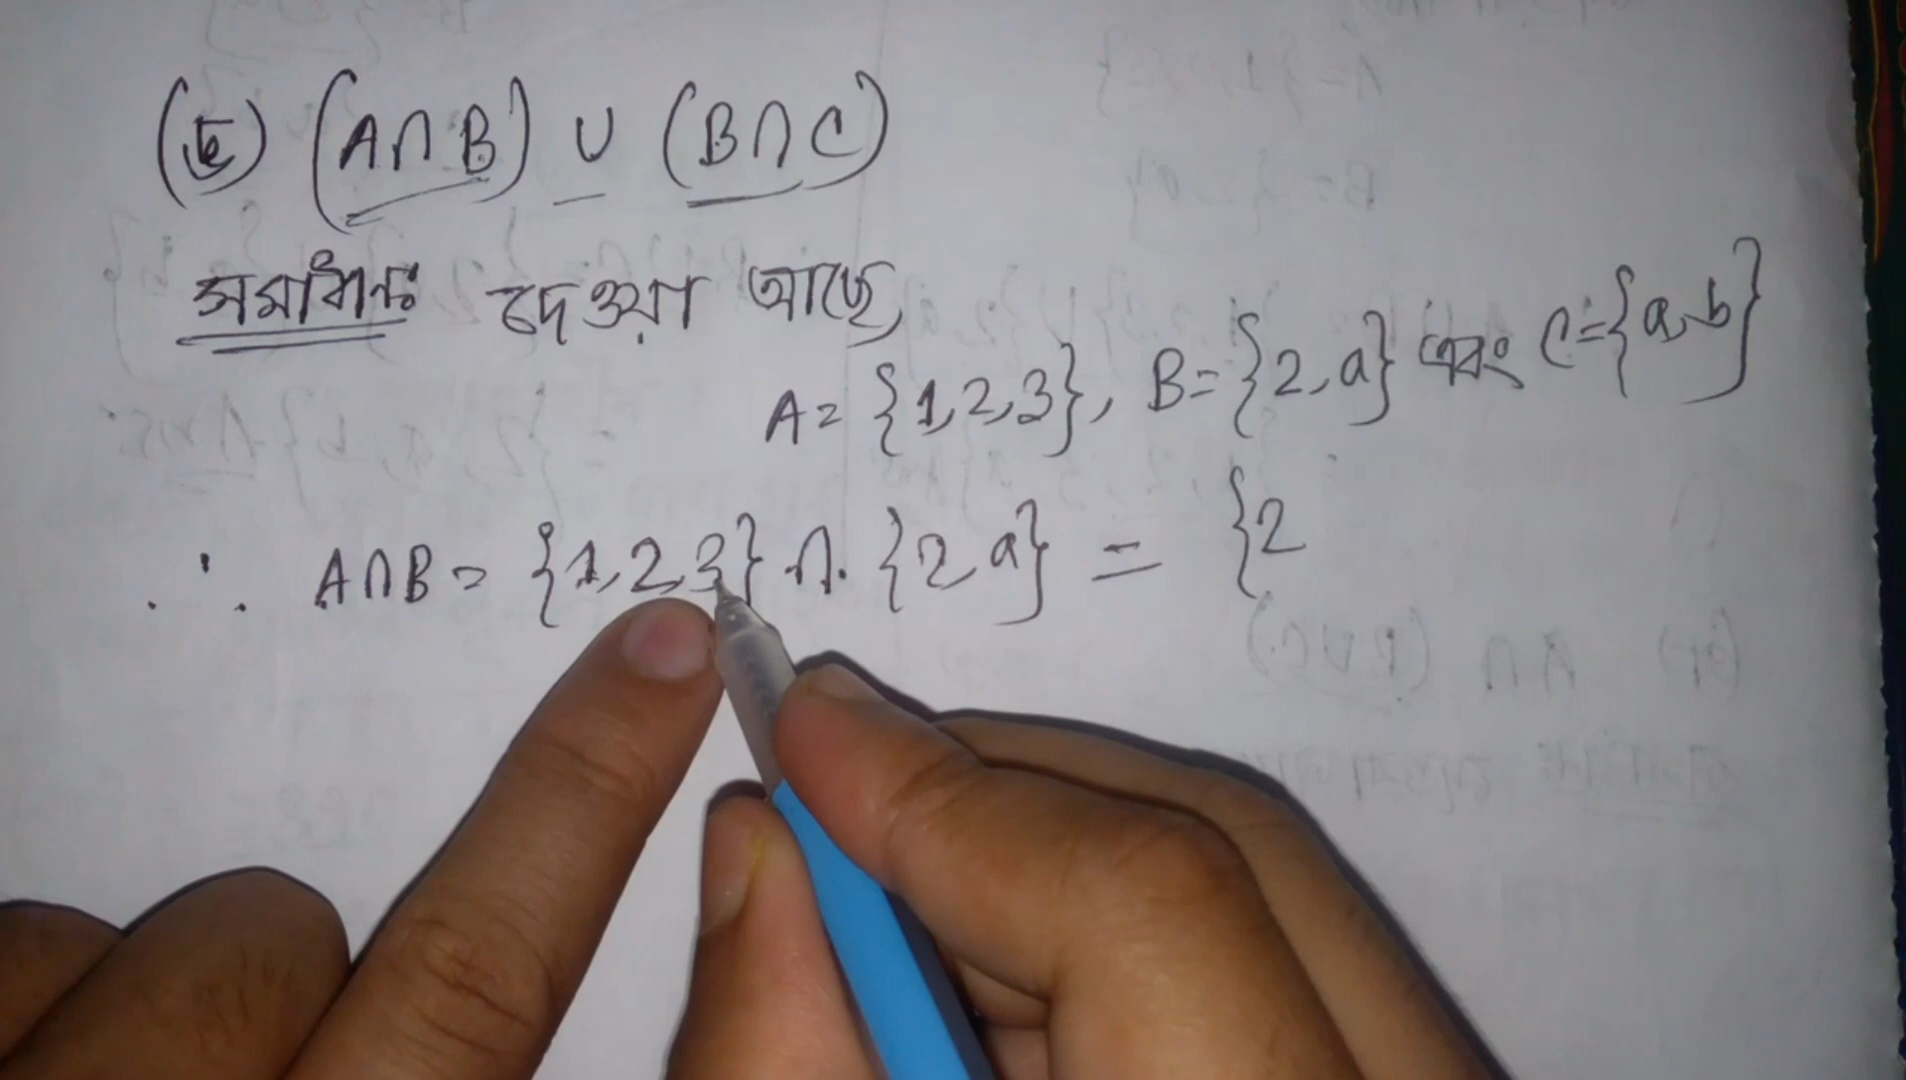 (ঙ) (A∩B) ∪ (B∩C)
সমাধানঃ দেওয়া আছে,
A = {1,2,3}, B = {2,a} এবং C = {a,b}
∴ A∩B = {1,2,3} ∩ {2,a} = {2